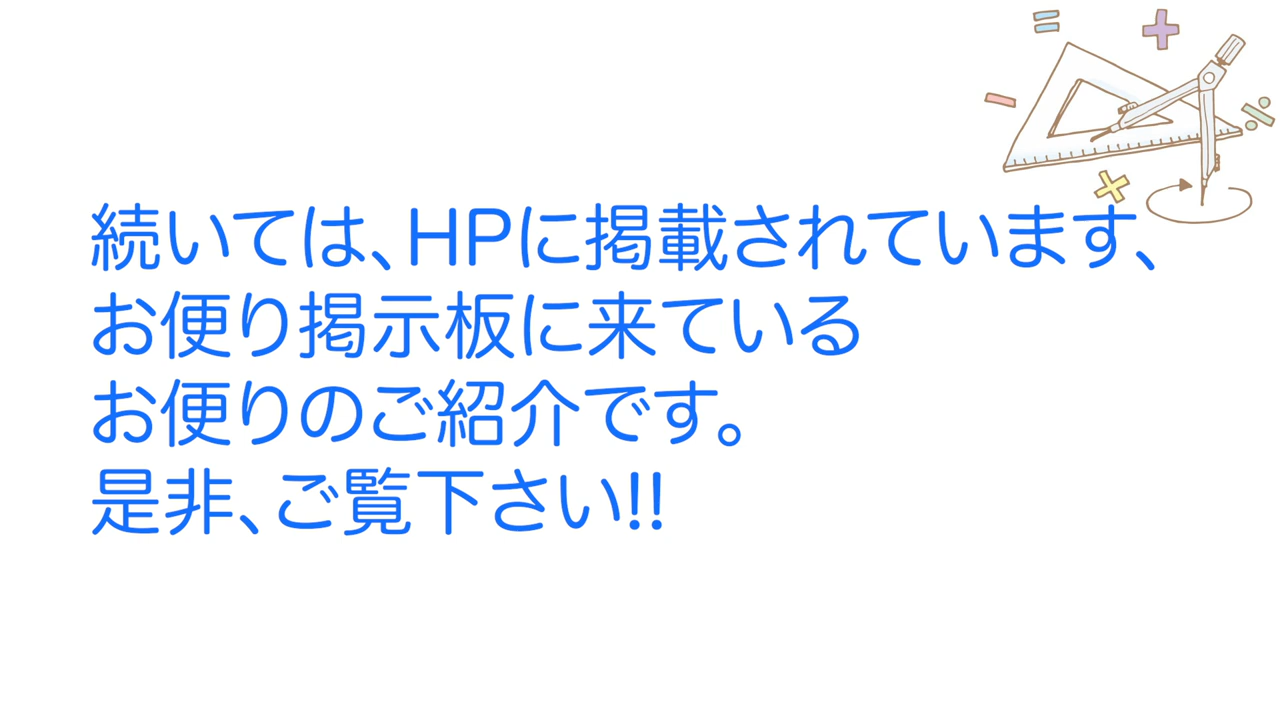 続いては、HPに掲載されています、
お便り掲示板に来ている
お便りのご紹介です。
是非、ご覧下さい!!